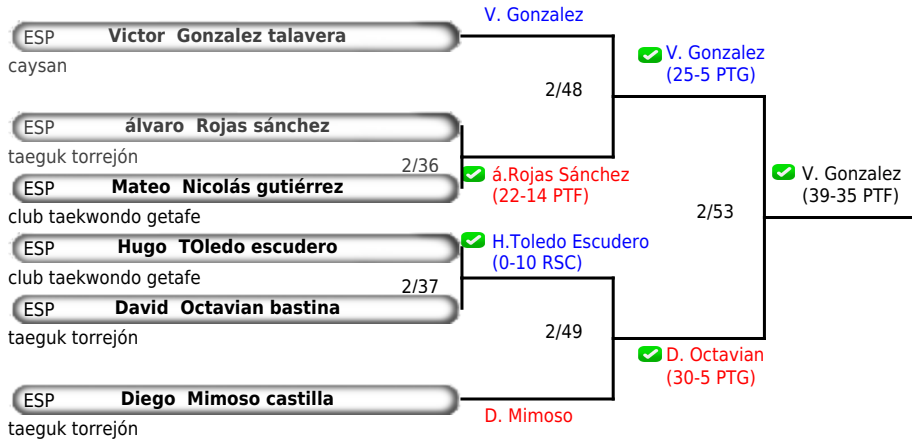 V. Gonzalez
ESP Victor Gonzalez talavera
caysan
V. Gonzalez
(25-5 PTG)
2/48
ESP álvaro Rojas sánchez
taeguk torrejón
2/36
á.Rojas Sánchez
(22-14 PTF)
ESP Mateo Nicolás gutiérrez
club taekwondo getafe
V. Gonzalez
(39-35 PTF)
2/53
ESP Hugo TOledo escudero
club taekwondo getafe
H.Toledo Escudero
(0-10 RSC)
2/37
ESP David Octavian bastina
taeguk torrejón
2/49
D. Octavian
(30-5 PTG)
ESP Diego Mimoso castilla
taeguk torrejón
D. Mimoso